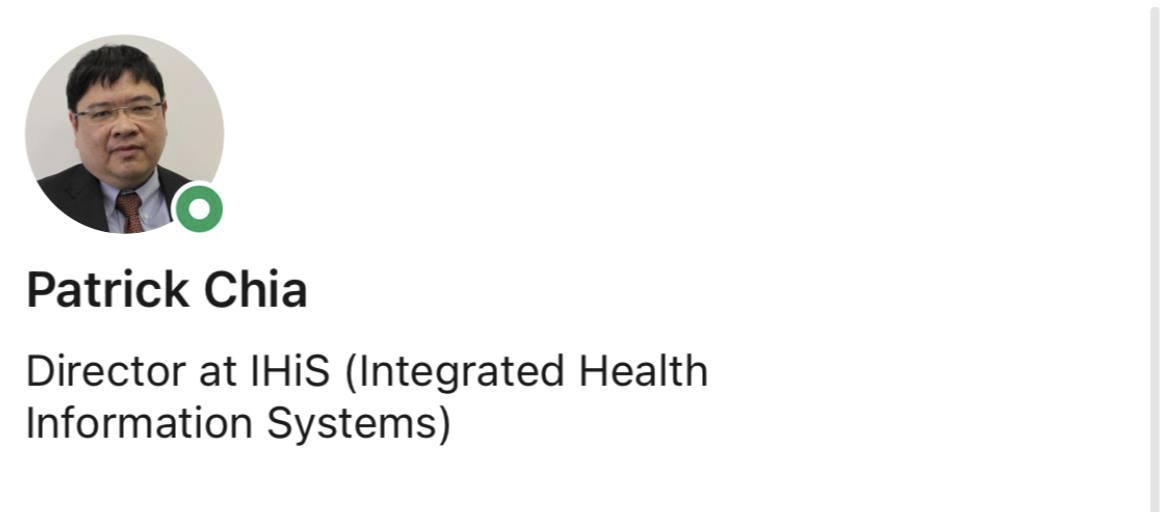 Patrick Chia
Director at IHiS (Integrated Health
Information Systems)